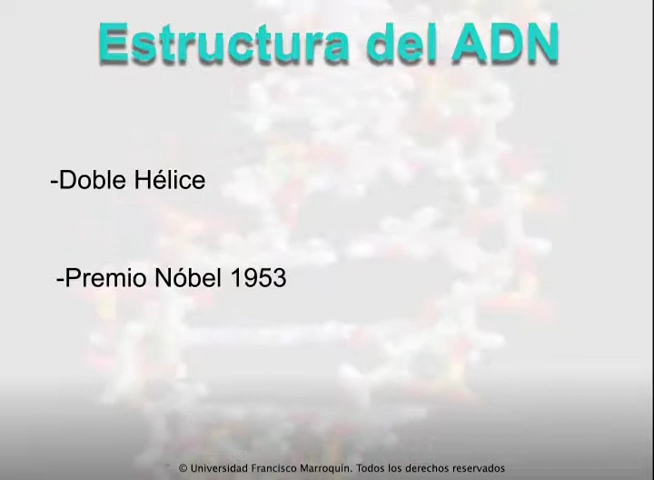 Estructura del ADN
-Doble Hélice
-Premio Nóbel 1953
© Universidad Francisco Marroquín. Todos los derechos reservados